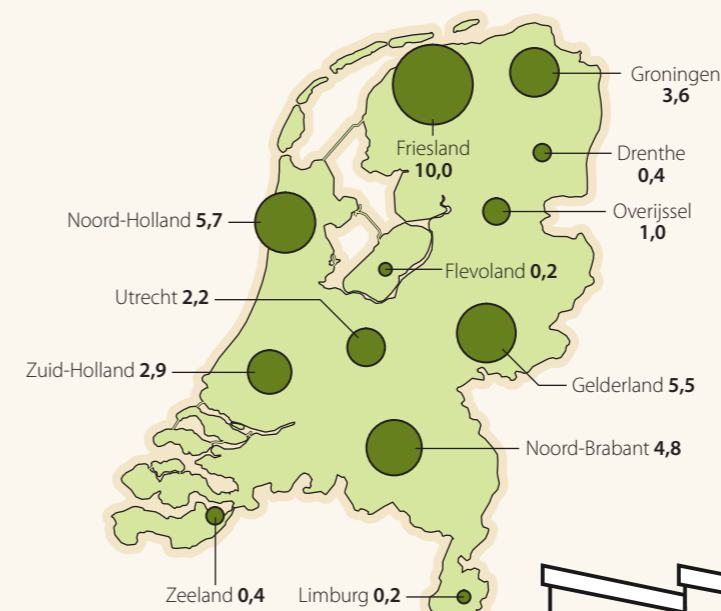 Groningen
3,6
Friesland
10,0
Drenthe
0,4
Noord-Holland 5,7
Overijssel
1,0
Flevoland 0,2
Utrecht 2,2
Zuid-Holland 2,9
Gelderland 5,5
Noord-Brabant 4,8
Zeeland 0,4
Limburg 0,2